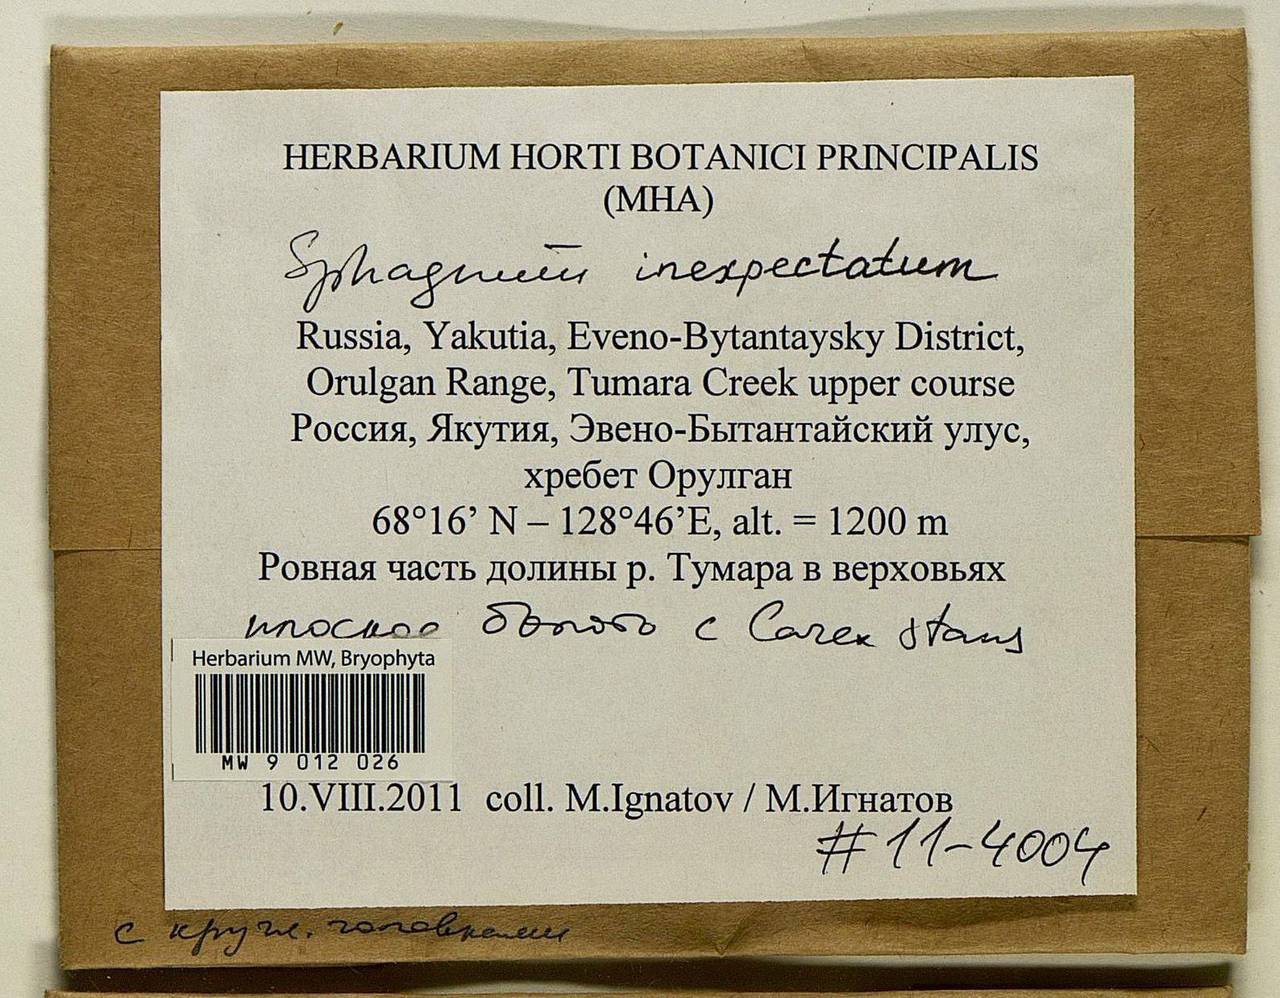 HERBARIUM HORTI BOTANICI PRINCIPALIS
(MHA)
Sphagnum inexpectatum
Russia, Yakutia, Eveno-Bytantaysky District,
Orulgan Range, Tumara Creek upper course
Россия, Якутия, Эвено-Бытантайский улус,
хребет Орулган
68°16’ N – 128°46’E, alt. = 1200 m
Ровная часть долины р. Тумара в верховьях
плоское болото с Carex stans
Herbarium MW, Bryophyta
MW 9 012 026
10.VIII.2011 coll. M.Ignatov / М.Игнатов
#11-4004
с кругл. головками